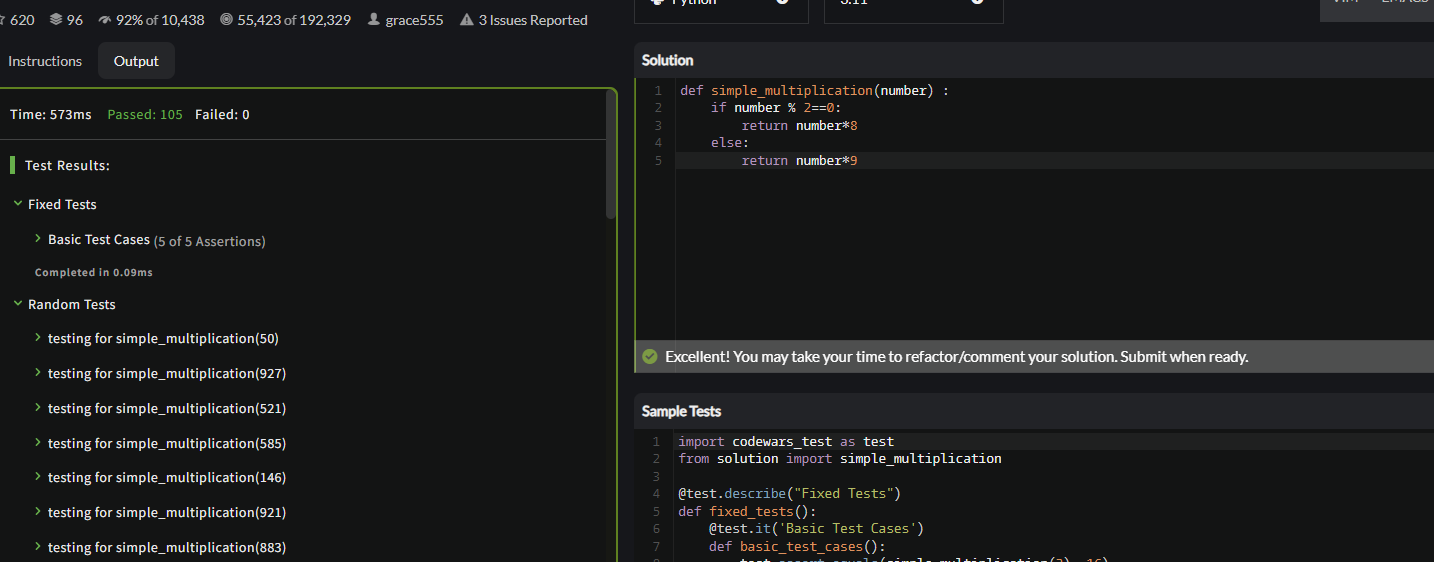 620 96 92% of 10,438 55,423 of 192,329 grace555 3 Issues Reported
Instructions Output
Time: 573ms Passed: 105 Failed: 0
Test Results:
Fixed Tests
Basic Test Cases (5 of 5 Assertions)
Completed in 0.09ms
Random Tests
testing for simple_multiplication(50)
testing for simple_multiplication(927)
testing for simple_multiplication(521)
testing for simple_multiplication(585)
testing for simple_multiplication(146)
testing for simple_multiplication(921)
testing for simple_multiplication(883)
Python 3.11 VIM EMACS
Solution
1 def simple_multiplication(number) :
2 if number % 2==0:
3 return number*8
4 else:
5 return number*9
Excellent! You may take your time to refactor/comment your solution. Submit when ready.
Sample Tests
1 import codewars_test as test
2 from solution import simple_multiplication
3
4 @test.describe("Fixed Tests")
5 def fixed_tests():
6 @test.it('Basic Test Cases')
7 def basic_test_cases():